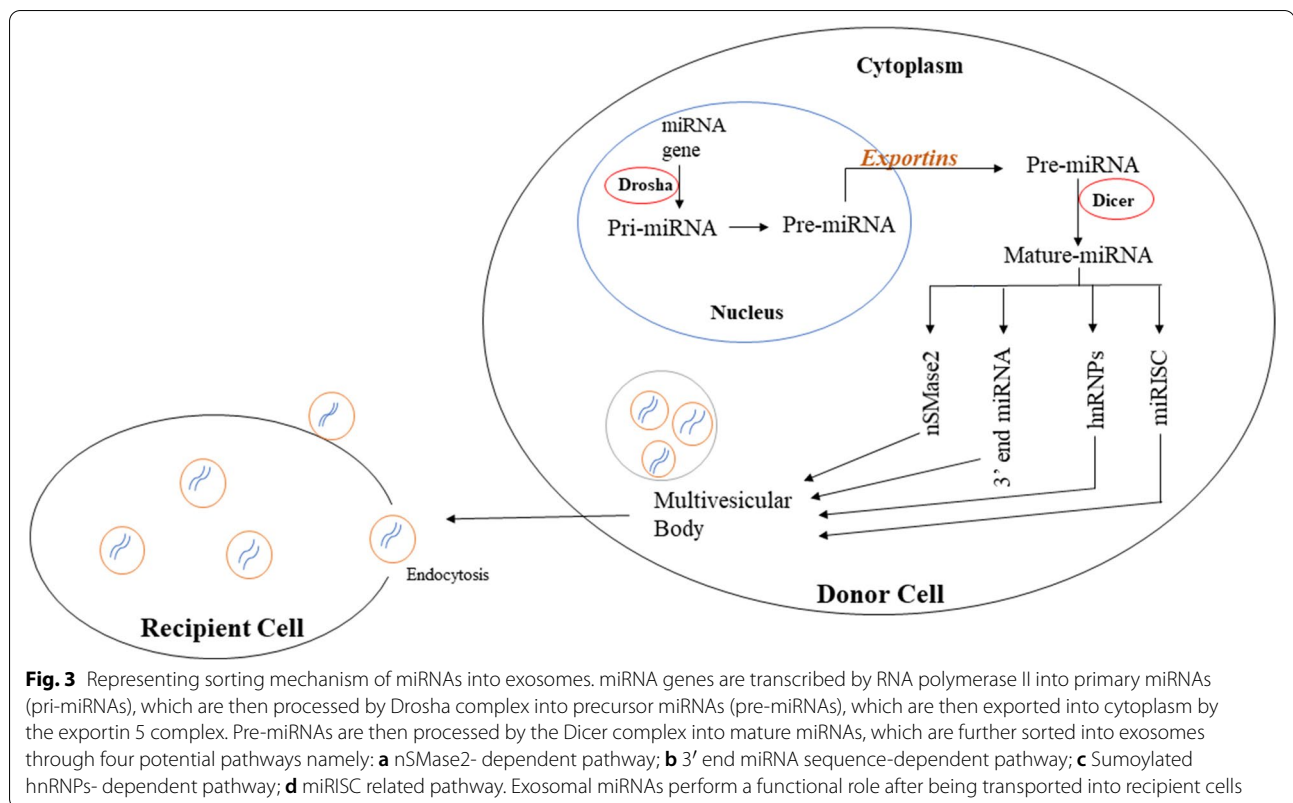 Cytoplasm
miRNA
gene
Drosha
Pri-miRNA
Pre-miRNA
Exportins
Pre-miRNA
Dicer
Mature-miRNA
Nucleus
nSMase2
3’ end miRNA
hnRNPs
miRISC
Multivesicular
Body
Endocytosis
Donor Cell
Recipient Cell
Fig. 3 Representing sorting mechanism of miRNAs into exosomes. miRNA genes are transcribed by RNA polymerase II into primary miRNAs
(pri-miRNAs), which are then processed by Drosha complex into precursor miRNAs (pre-miRNAs), which are then exported into cytoplasm by
the exportin 5 complex. Pre-miRNAs are then processed by the Dicer complex into mature miRNAs, which are further sorted into exosomes
through four potential pathways namely: a nSMase2- dependent pathway; b 3′ end miRNA sequence-dependent pathway; c Sumoylated
hnRNPs- dependent pathway; d miRISC related pathway. Exosomal miRNAs perform a functional role after being transported into recipient cells